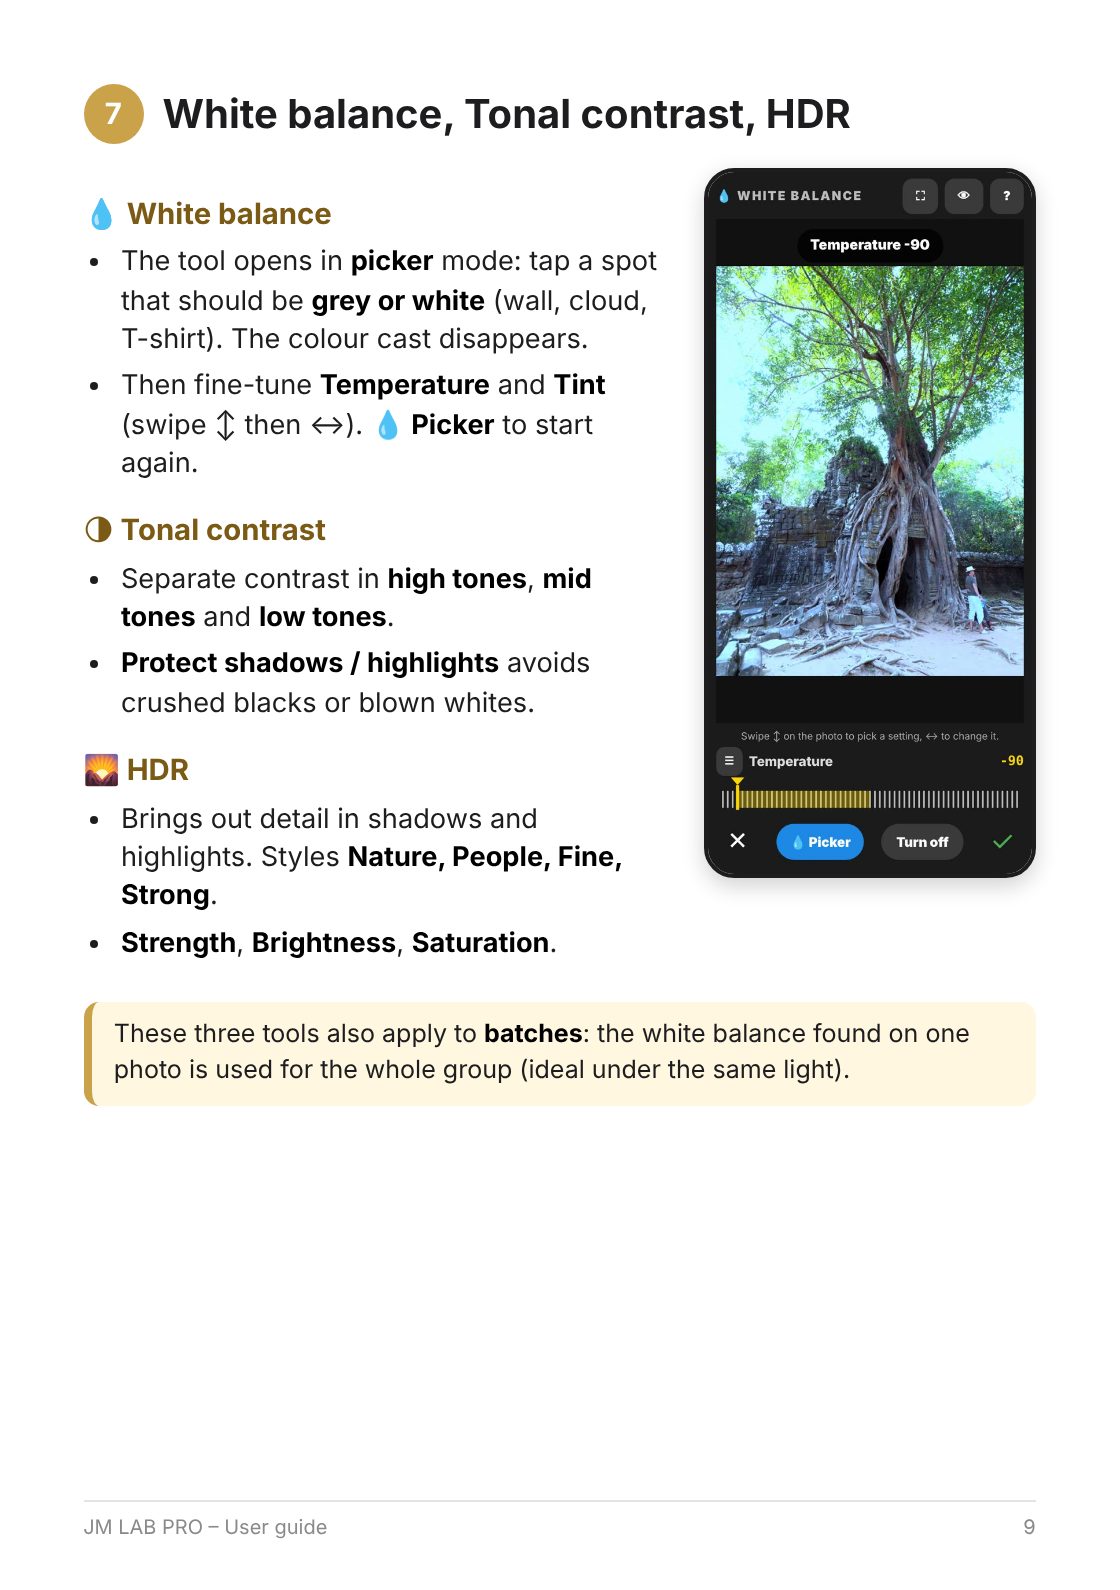 7 White balance, Tonal contrast, HDR
💧 White balance
• The tool opens in picker mode: tap a spot
that should be grey or white (wall, cloud,
T-shirt). The colour cast disappears.
• Then fine-tune Temperature and Tint
(swipe ↕ then ↔). 💧 Picker to start
again.
◑ Tonal contrast
• Separate contrast in high tones, mid
tones and low tones.
• Protect shadows / highlights avoids
crushed blacks or blown whites.
🌄 HDR
• Brings out detail in shadows and
highlights. Styles Nature, People, Fine,
Strong.
• Strength, Brightness, Saturation.
💧 WHITE BALANCE ?
Temperature -90
Swipe ↕ on the photo to pick a setting, ↔ to change it.
☰ Temperature -90
✕ 💧 Picker Turn off ✓
These three tools also apply to batches: the white balance found on one
photo is used for the whole group (ideal under the same light).
JM LAB PRO – User guide 9